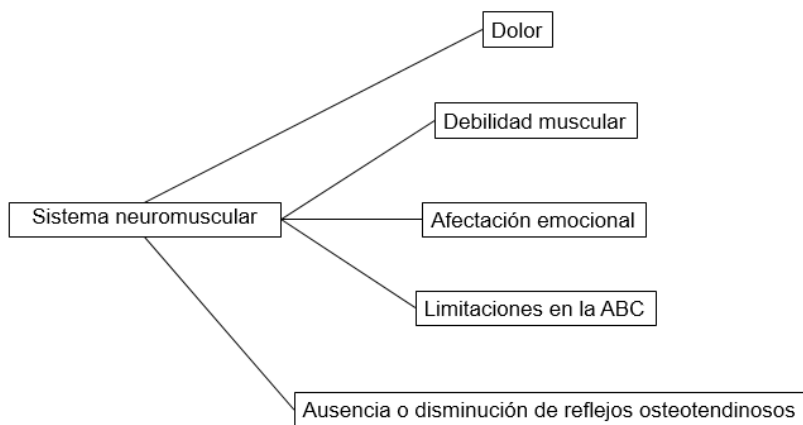 Dolor
Debilidad muscular
Sistema neuromuscular
Afectación emocional
Limitaciones en la ABC
Ausencia o disminución de reflejos osteotendinosos